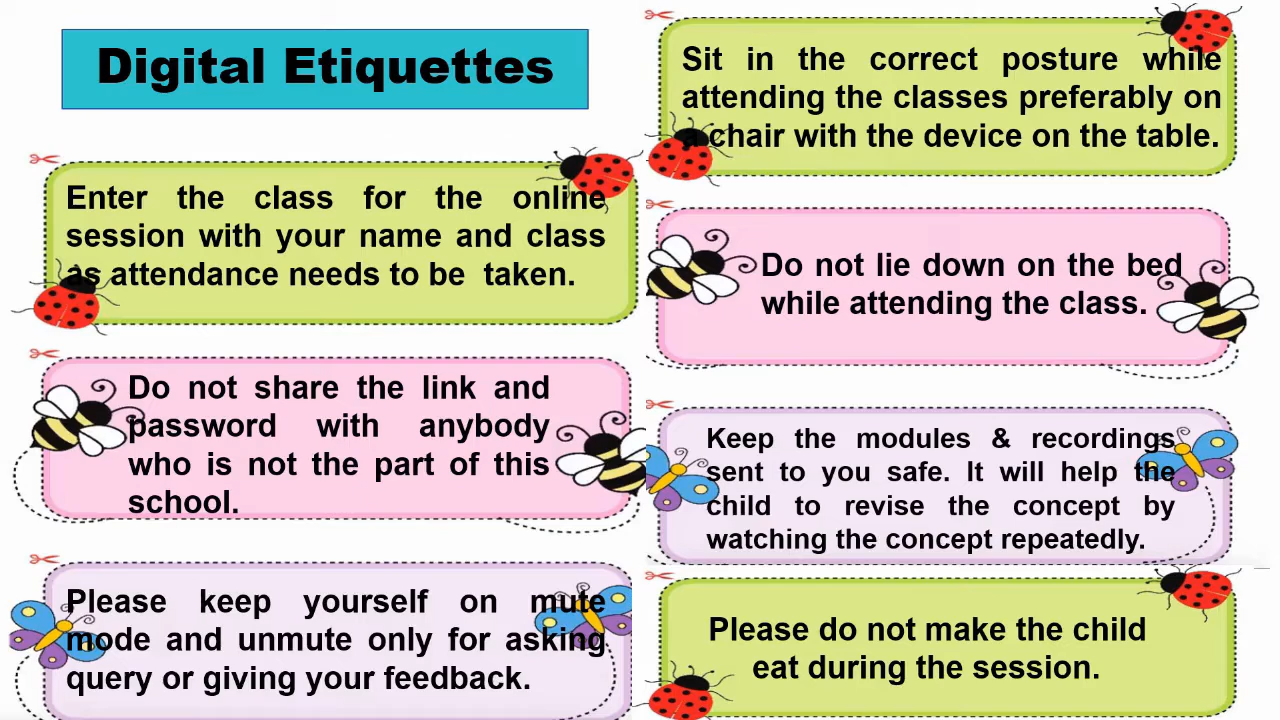 Digital Etiquettes
Enter the class for the online
session with your name and class
as attendance needs to be taken.
Do not share the link and
password with anybody
who is not the part of this
school.
Please keep yourself on mute
mode and unmute only for asking
query or giving your feedback.
Sit in the correct posture while
attending the classes preferably on
a chair with the device on the table.
Do not lie down on the bed
while attending the class.
Keep the modules & recordings
sent to you safe. It will help the
child to revise the concept by
watching the concept repeatedly.
Please do not make the child
eat during the session.